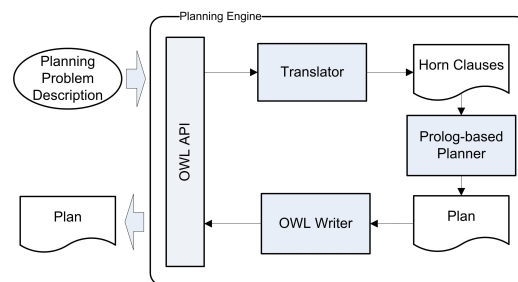 Planning Engine
Planning
Problem
Description
OWL API
Translator
Horn Clauses
Prolog-based
Planner
Plan
OWL Writer
Plan